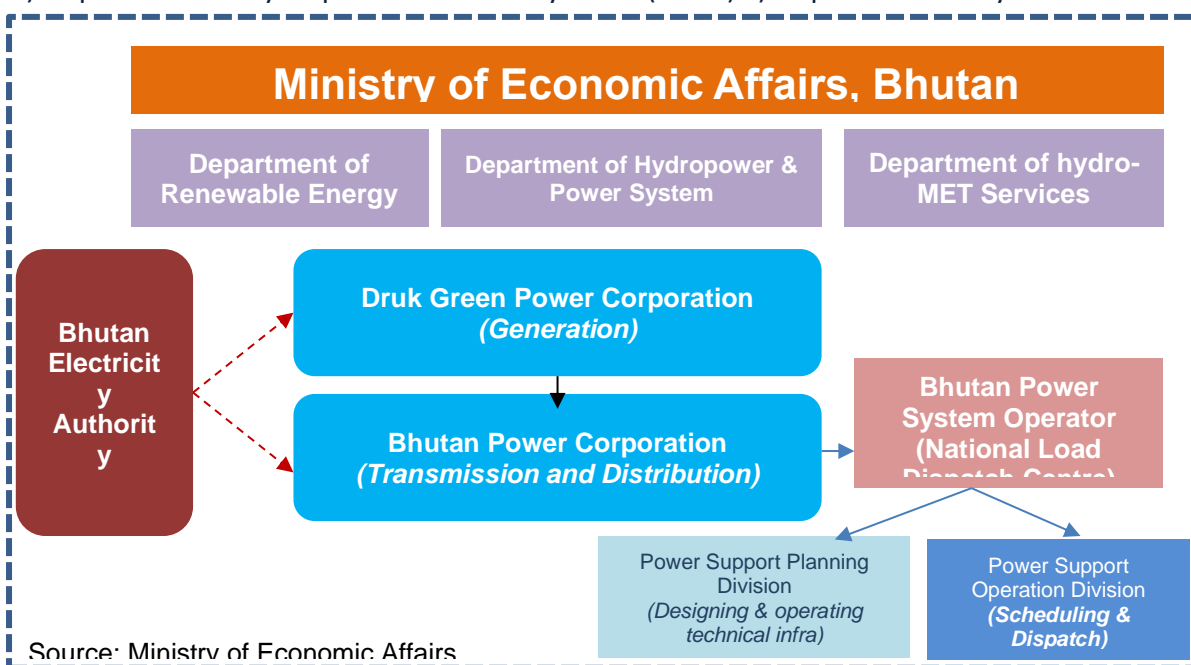 Ministry of Economic Affairs, Bhutan
Department of
Renewable Energy
Department of Hydropower &
Power System
Department of hydro-
MET Services
Bhutan
Electricit
y
Authorit
y
Druk Green Power Corporation
(Generation)
Bhutan Power Corporation
(Transmission and Distribution)
Bhutan Power
System Operator
(National Load
Dispatch Centre)
Power Support Planning
Division
(Designing & operating
technical infra)
Power Support
Operation Division
(Scheduling &
Dispatch)
Source: Ministry of Economic Affairs